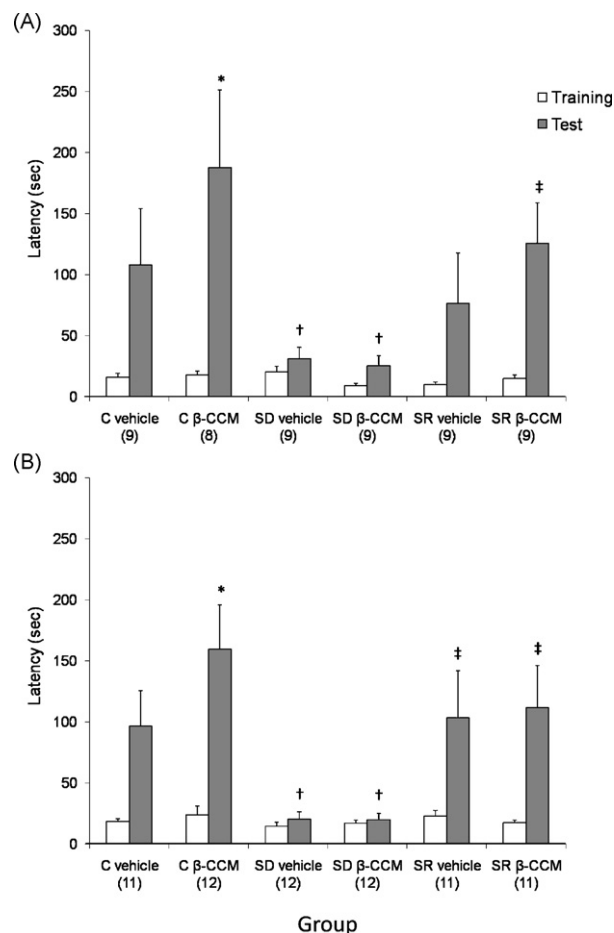 (A)
300
250
200
150
100
50
0
Latency (sec)
Training
Test
*
†
†
‡
C vehicle C β-CCM SD vehicle SD β-CCM SR vehicle SR β-CCM
(9) (8) (9) (9) (9) (9)
(B)
300
250
200
150
100
50
0
Latency (sec)
*
†
†
‡
‡
C vehicle C β-CCM SD vehicle SD β-CCM SR vehicle SR β-CCM
(11) (12) (12) (12) (11) (11)
Group